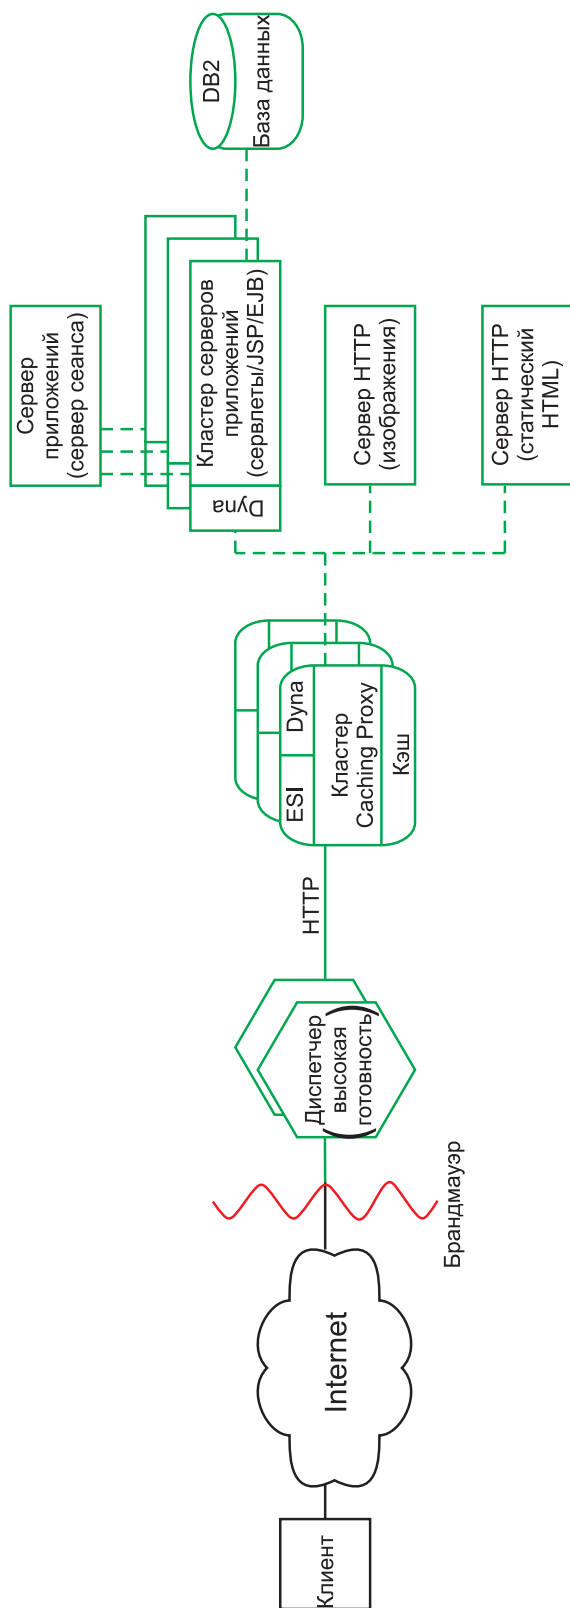 Клиент
Internet
Брандмауэр
Диспетчер
(высокая
готовность)
HTTP
ESI
Dyna
Кластер
Caching Proxy
Кэш
Dyna
Кластер серверов
приложений
(сервлеты/JSP/EJB)
Сервер
приложений
(сервер сеанса)
Сервер HTTP
(изображения)
Сервер HTTP
(статический
HTML)
DB2
База данных